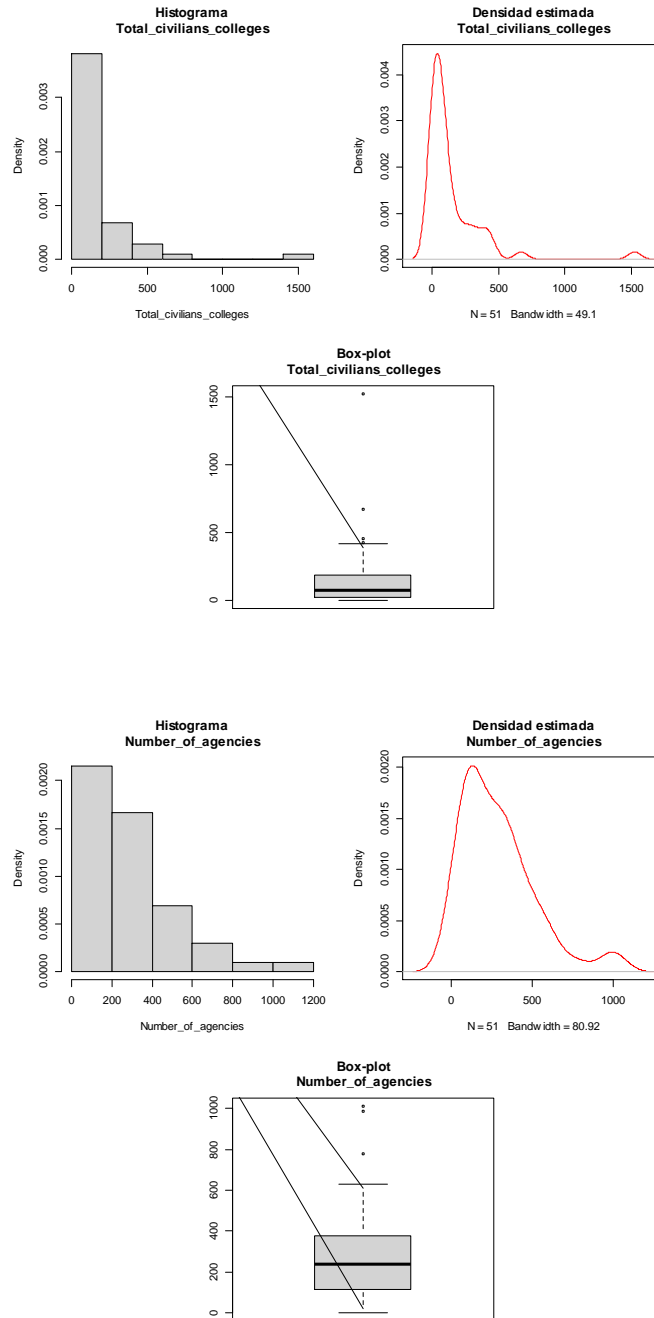 Histograma
Total_civilians_colleges
Density
0.000
0.001
0.002
0.003
0
500
1000
1500
Total_civilians_colleges
Densidad estimada
Total_civilians_colleges
Density
0.000
0.001
0.002
0.003
0.004
0
500
1000
1500
N = 51 Bandwidth = 49.1
Box-plot
Total_civilians_colleges
0
500
1000
1500
Histograma
Number_of_agencies
Density
0.0000
0.0005
0.0010
0.0015
0.0020
0
200
400
600
800
1000
1200
Number_of_agencies
Densidad estimada
Number_of_agencies
Density
0.0000
0.0005
0.0010
0.0015
0.0020
0
500
1000
N = 51 Bandwidth = 80.92
Box-plot
Number_of_agencies
0
200
400
600
800
1000